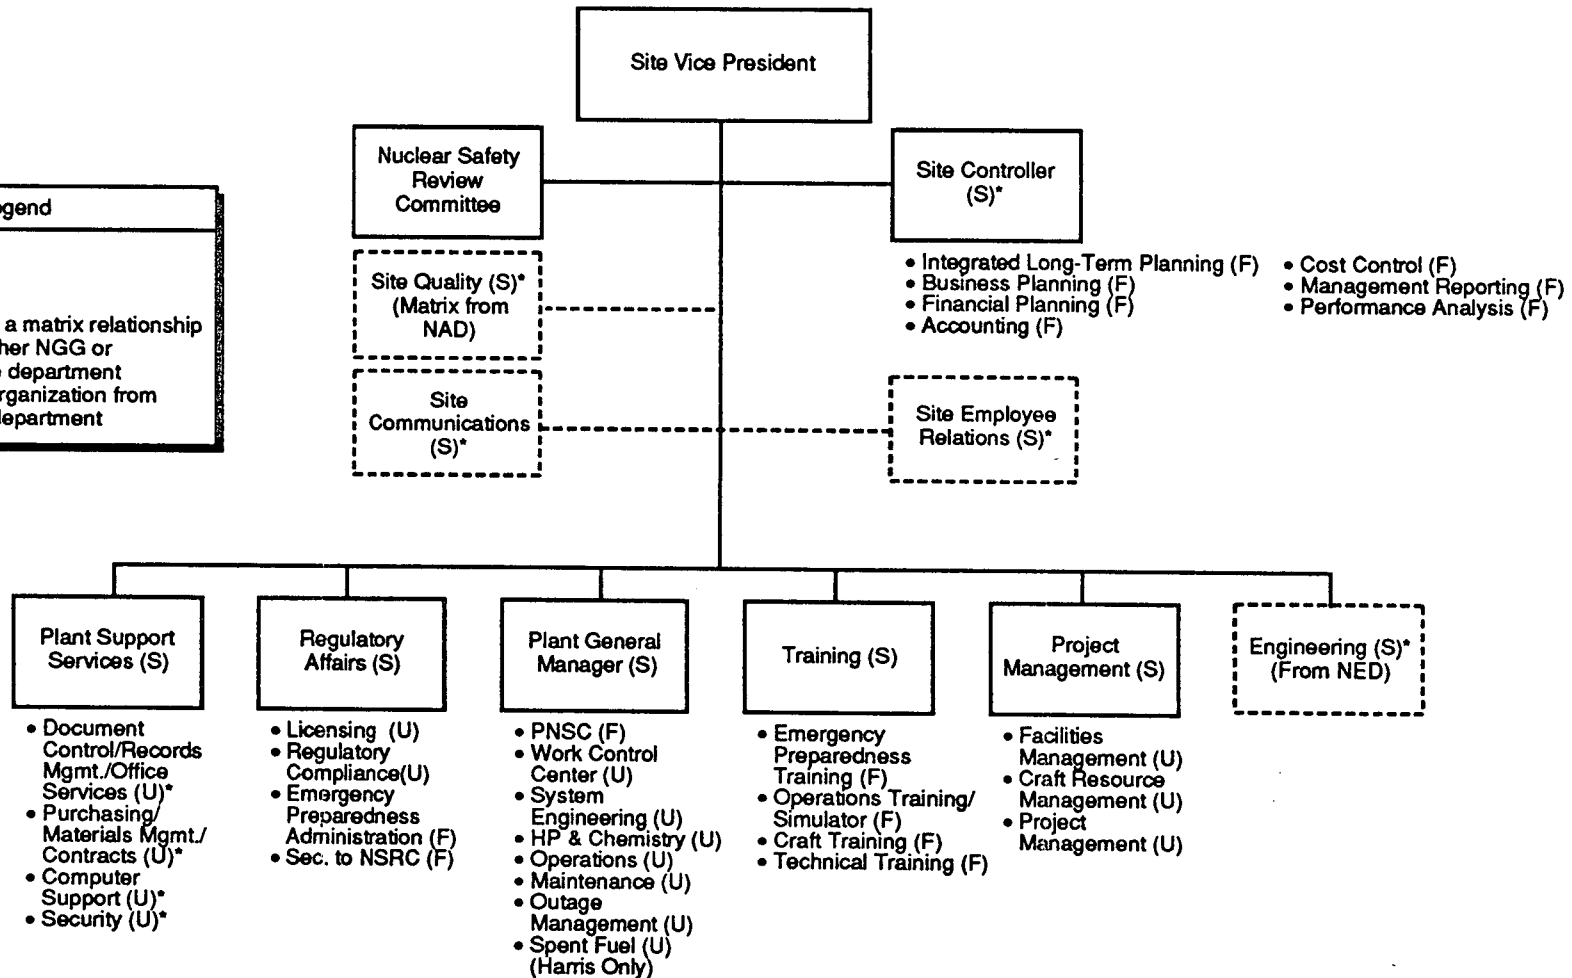 Site Vice President
Nuclear Safety
Review
Committee
Site Controller
(S)*
• Integrated Long-Term Planning (F)
• Business Planning (F)
• Financial Planning (F)
• Accounting (F)
• Cost Control (F)
• Management Reporting (F)
• Performance Analysis (F)
a matrix relationship
NGG or
department
from
Site Quality (S)*
(Matrix from
NAD)
Site
Communications
(S)*
Site Employee
Relations (S)*
Plant Support
Services (S)
• Document
Control/Records
Mgmt./Office
Services (U)*
• Purchasing/
Materials Mgmt./
Contracts (U)*
• Computer
Support (U)*
• Security (U)*
Regulatory
Affairs (S)
• Licensing (U)
• Regulatory
Compliance(U)
• Emergency
Preparedness
Administration (F)
• Sec. to NSRC (F)
Plant General
Manager (S)
• PNSC (F)
• Work Control
Center (U)
• System
Engineering (U)
• HP & Chemistry (U)
• Operations (U)
• Maintenance (U)
• Outage
Management (U)
• Spent Fuel (U)
(Harris Only)
Training (S)
• Emergency
Preparedness
Training (F)
• Operations Training/
Simulator (F)
• Craft Training (F)
• Technical Training (F)
Project
Management (S)
• Facilities
Management (U)
• Craft Resource
Management (U)
• Project
Management (U)
Engineering (S)*
(From NED)